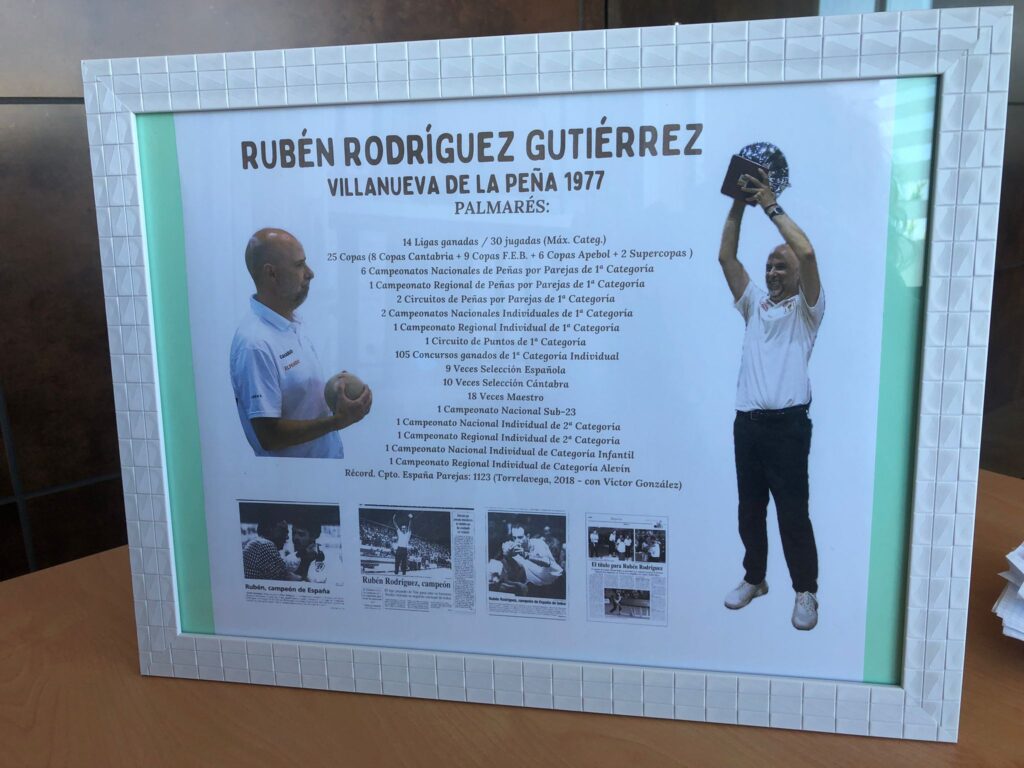 RUBÉN RODRÍGUEZ GUTIÉRREZ
VILLANUEVA DE LA PEÑA 1977
PALMARÉS:
14 Ligas ganadas / 30 jugadas (Máx. Categ.)
25 Copas (8 Copas Cantabria + 9 Copas F.E.B. + 6 Copas Apebol + 2 Supercopas )
6 Campeonatos Nacionales de Peñas por Parejas de 1ª Categoría
1 Campeonato Regional de Peñas por Parejas de 1ª Categoría
2 Circuitos de Peñas por Parejas de 1ª Categoría
2 Campeonatos Nacionales Individuales de 1ª Categoría
1 Campeonato Regional Individual de 1ª Categoría
1 Circuito de Puntos de 1ª Categoría
105 Concursos ganados de 1ª Categoría Individual
9 Veces Selección Española
10 Veces Selección Cántabra
18 Veces Maestro
1 Campeonato Nacional Sub-23
1 Campeonato Nacional Individual de 2ª Categoría
1 Campeonato Regional Individual de 2ª Categoría
1 Campeonato Nacional Individual de Categoría Infantil
1 Campeonato Regional Individual de Categoría Alevín
Récord. Cpto. España Parejas: 1123 (Torrelavega, 2018 - con Víctor González)
Rubén, campeón de España
Rubén Rodríguez, campeón
Rubén Rodríguez, campeón de España de bolos
El título para Rubén Rodríguez